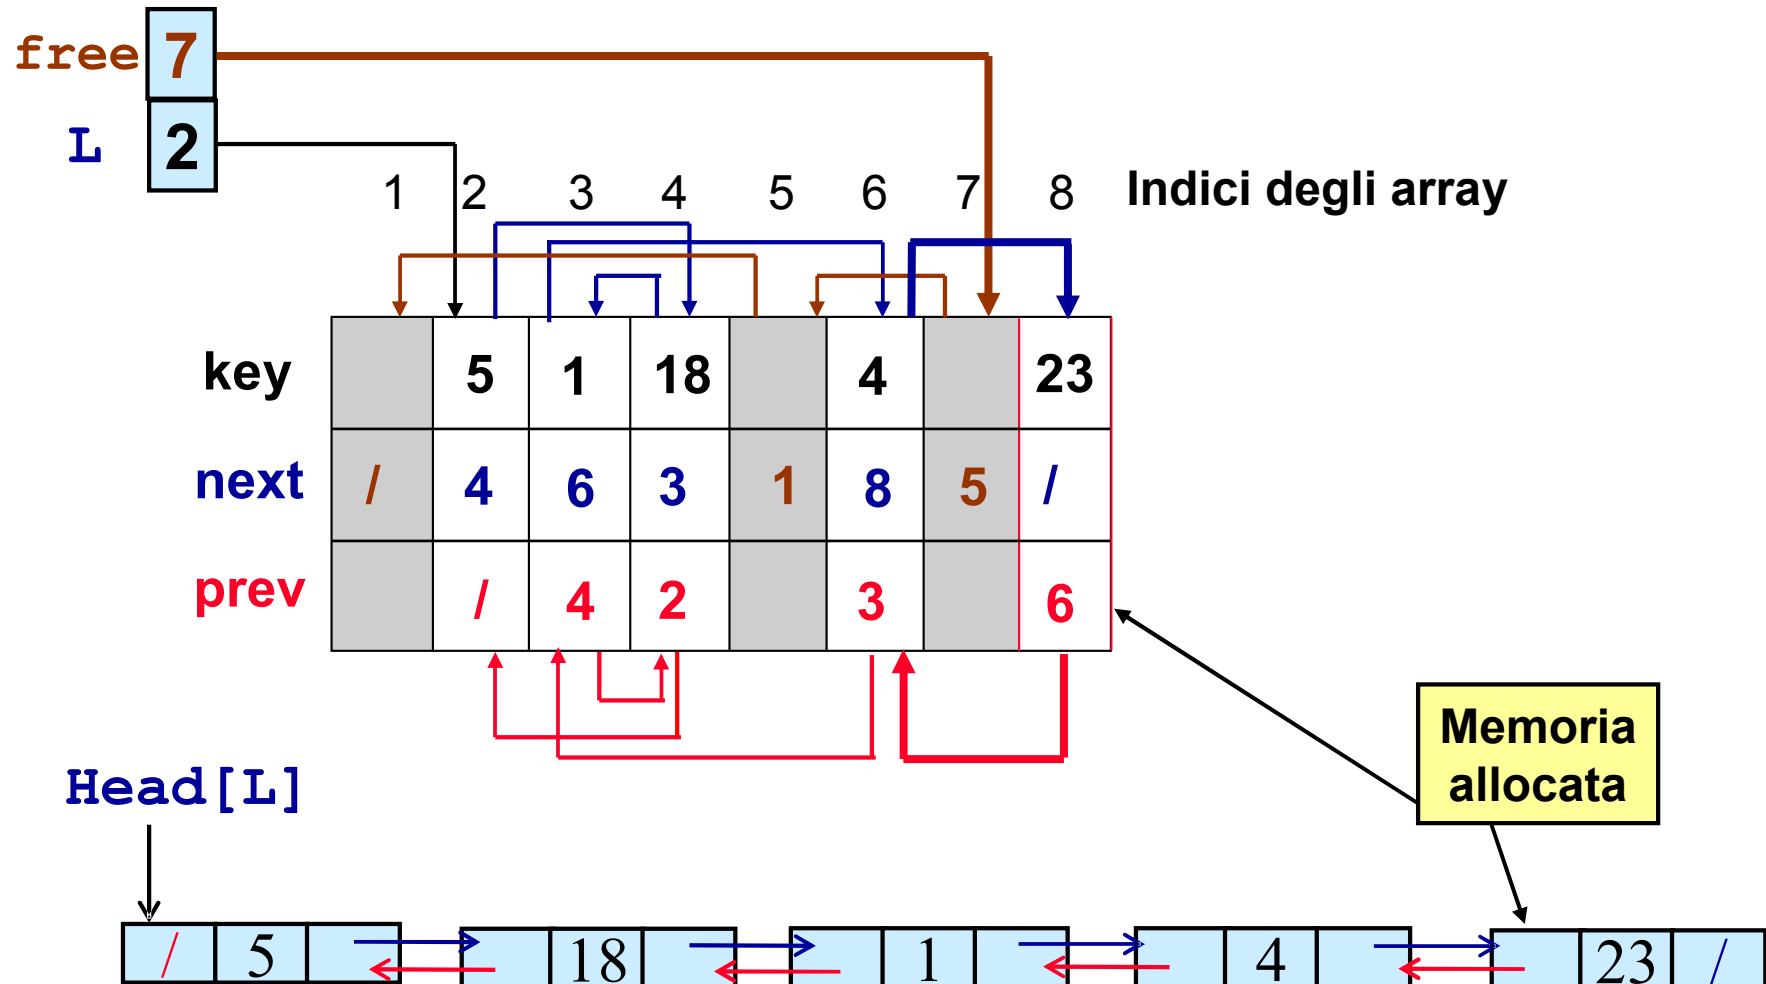 free 7
L 2
1 2 3 4 5 6 7 8 Indici degli array
key 5 1 18 4 23
next / 4 6 3 1 8 5 /
prev / 4 2 3 6
Memoria
allocata
Head[L]
/ 5 18 1 4 23 /